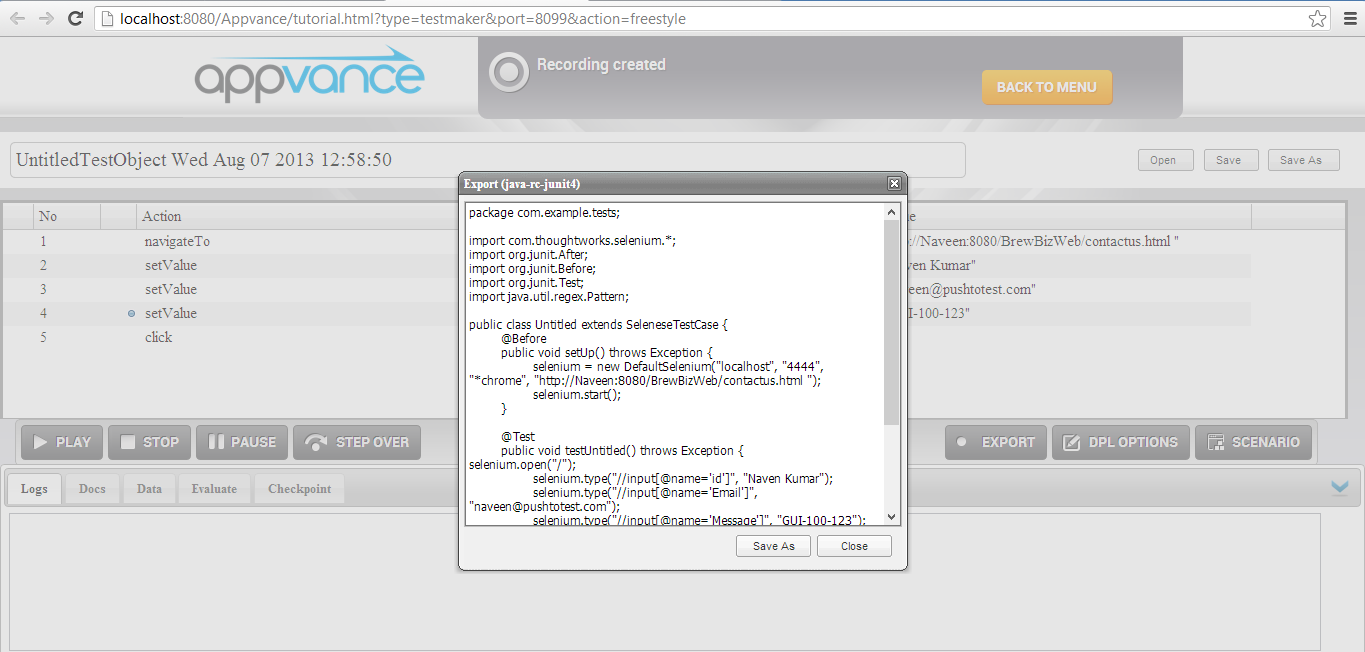 localhost:8080/Appvance/tutorial.html?type=testmaker&port=8099&action=freestyle
appvance
Recording created
BACK TO MENU
UntitledTestObject Wed Aug 07 2013 12:58:50
Open Save Save As
No Action
1 navigateTo ://Naveen:8080/BrewBizWeb/contactus.html "
2 setValue ven Kumar"
3 setValue een@pushtotest.com"
4 setValue I-100-123"
5 click
Export (java-rc-junit4)
package com.example.tests;
import com.thoughtworks.selenium.*;
import org.junit.After;
import org.junit.Before;
import org.junit.Test;
import java.util.regex.Pattern;
public class Untitled extends SeleneseTestCase {
@Before
public void setUp() throws Exception {
selenium = new DefaultSelenium("localhost", "4444",
"*chrome", "http://Naveen:8080/BrewBizWeb/contactus.html ");
selenium.start();
}
@Test
public void testUntitled() throws Exception {
selenium.open("/");
selenium.type("//input[@name='id']", "Naven Kumar");
selenium.type("//input[@name='Email']",
"naveen@pushtotest.com");
selenium.type("//input[@name='Message']", "GUI-100-123");
Save As Close
PLAY STOP PAUSE STEP OVER EXPORT DPL OPTIONS SCENARIO
Logs Docs Data Evaluate Checkpoint